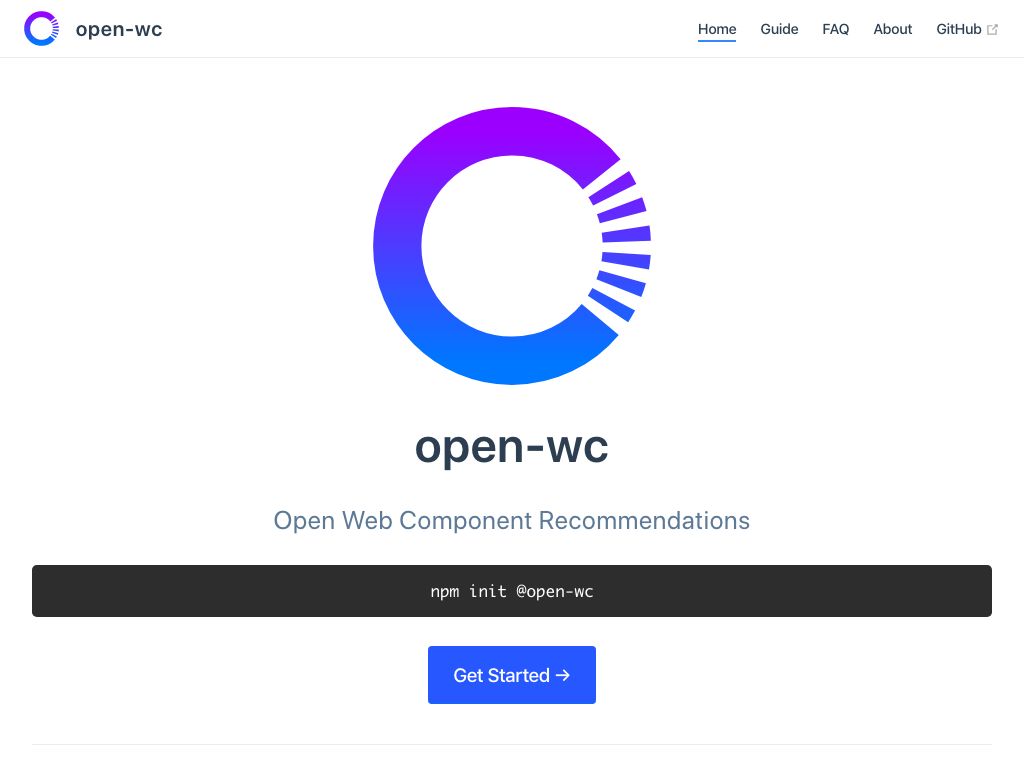 open-wc
Home Guide FAQ About GitHub
open-wc
Open Web Component Recommendations
npm init @open-wc
Get Started →